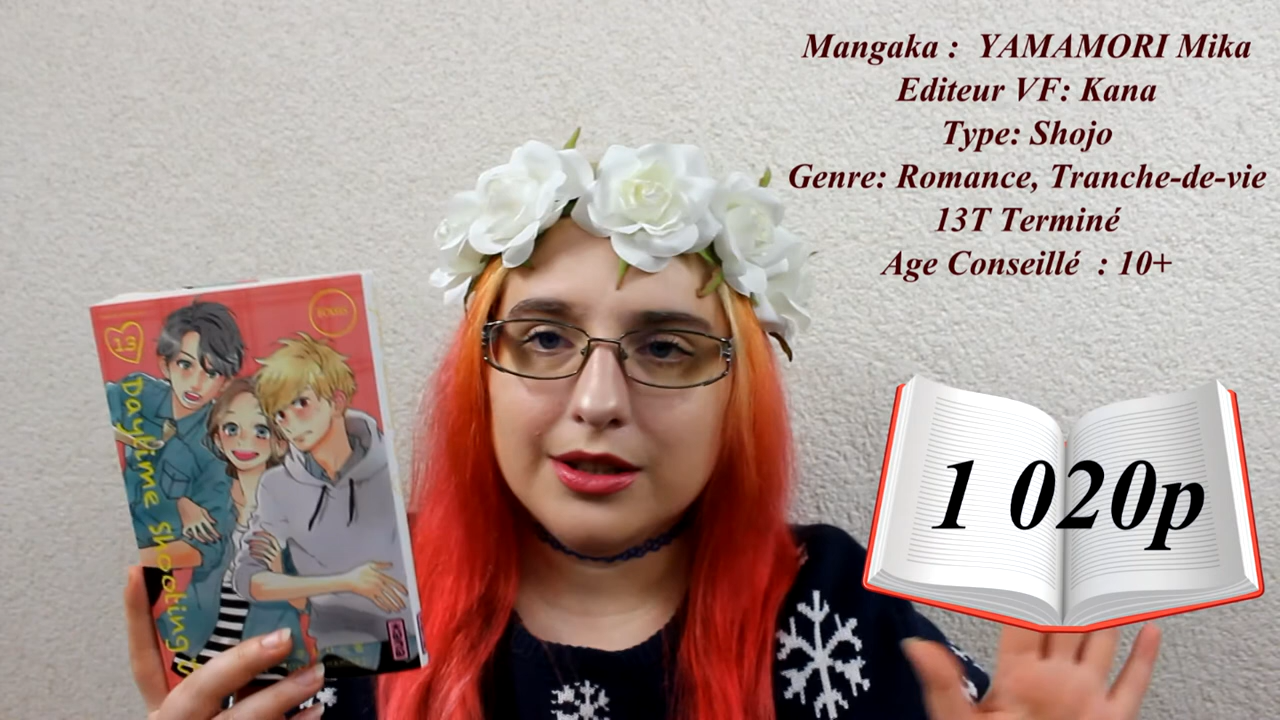 Mangaka :  YAMAMORI Mika
Editeur VF: Kana
Type: Shojo
Genre: Romance, Tranche-de-vie
13T Terminé
Age Conseillé  : 10+
13
Daytime Shooting
kana
1 020p